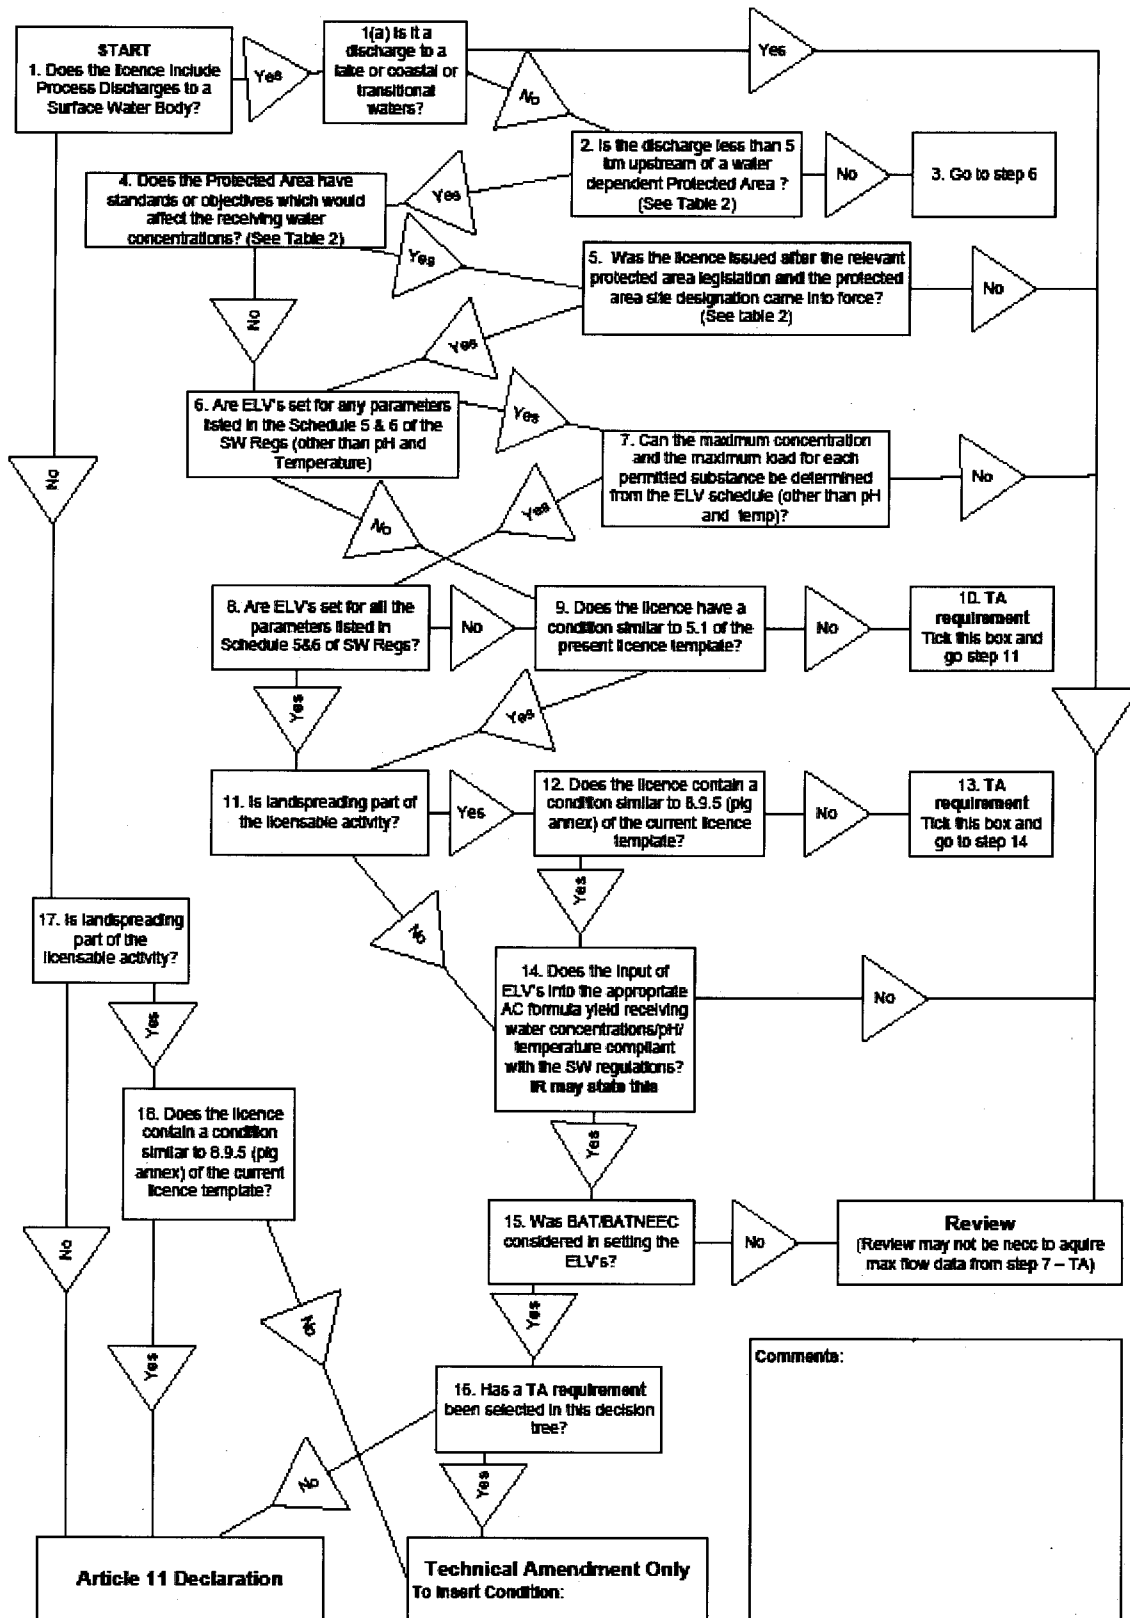 START
1. Does the licence include
Process Discharges to a
Surface Water Body?
Yes
1(a) Is it a
discharge to a
lake or coastal or
transitional
waters?
Yes
No
2. Is the discharge less than 5
km upstream of a water
dependent Protected Area ?
(See Table 2)
No
3. Go to step 6
Yes
4. Does the Protected Area have
standards or objectives which would
affect the receiving water
concentrations? (See Table 2)
Yes
5. Was the licence issued after the relevant
protected area legislation and the protected
area site designation came into force?
(See table 2)
No
No
Yes
6. Are ELV's set for any parameters
listed in the Schedule 5 & 6 of the
SW Regs (other than pH and
Temperature)
Yes
7. Can the maximum concentration
and the maximum load for each
permitted substance be determined
from the ELV schedule (other than pH
and temp)?
No
No
No
Yes
8. Are ELV's set for all the
parameters listed in
Schedule 5&6 of SW Regs?
No
9. Does the licence have a
condition similar to 5.1 of the
present licence template?
No
10. TA
requirement
Tick this box and
go step 11
Yes
Yes
11. Is landspreading part of
the licensable activity?
Yes
12. Does the licence contain a
condition similar to 8.9.5 (pig
annex) of the current licence
template?
No
13. TA
requirement
Tick this box and
go to step 14
Yes
No
17. Is landspreading
part of the
licensable activity?
14. Does the input of
ELV's into the appropriate
AC formula yield receiving
water concentrations/pH/
temperature compliant
with the SW regulations?
IR may state this
No
Yes
18. Does the licence
contain a condition
similar to 8.9.5 (pig
annex) of the current
licence template?
Yes
15. Was BAT/BATNEEC
considered in setting the
ELV's?
No
Review
(Review may not be necc to aquire
max flow data from step 7 – TA)
No
No
Yes
Yes
Comments:
16. Has a TA requirement
been selected in this decision
tree?
No
Yes
Article 11 Declaration
Technical Amendment Only
To Insert Condition: